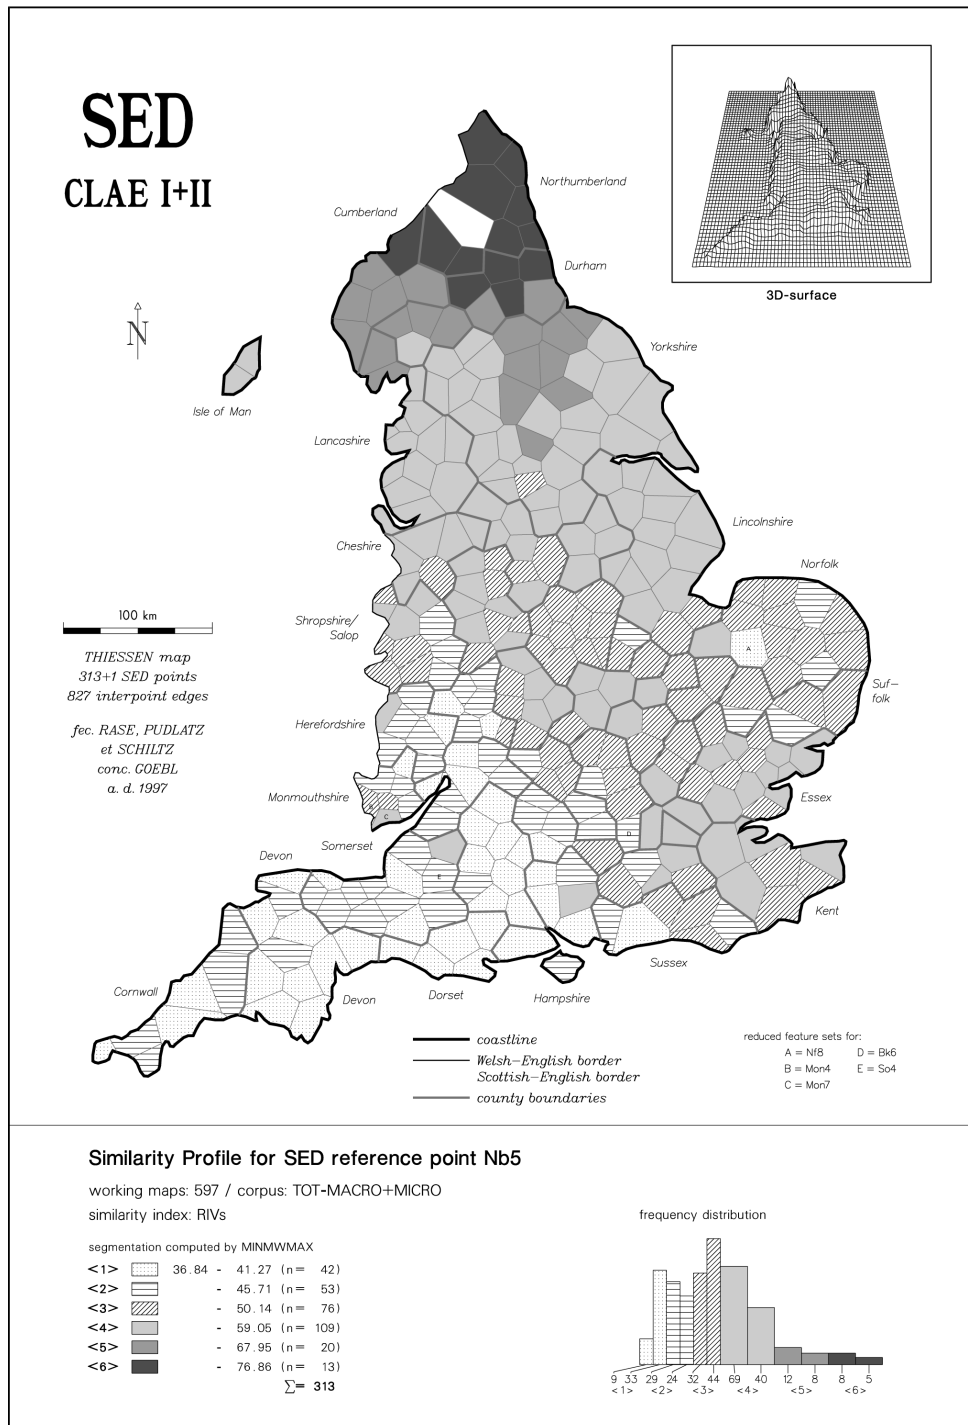 SED
CLAE I+II
Northumberland
Cumberland
Durham
3D-surface
N
Yorkshire
Isle of Man
Lancashire
Lincolnshire
Cheshire
Norfolk
100 km
Shropshire/
Salop
THIESSEN map
313+1 SED points
827 interpoint edges
A
Suf-
folk
fec. RASE, PUDLATZ
et SCHILTZ
conc. GOEBL
a. d. 1997
Herefordshire
Monmouthshire
B
C
Essex
D
Somerset
Devon
E
Kent
Sussex
Cornwall
Devon
Dorset
Hampshire
coastline
Welsh-English border
Scottish-English border
county boundaries
reduced feature sets for:
A = Nf8 D = Bk6
B = Mon4 E = So4
C = Mon7
Similarity Profile for SED reference point Nb5
working maps: 597 / corpus: TOT-MACRO+MICRO
similarity index: RIVs
frequency distribution
segmentation computed by MINMWMAX
<1> 36.84 - 41.27 (n= 42)
<2> - 45.71 (n= 53)
<3> - 50.14 (n= 76)
<4> - 59.05 (n= 109)
<5> - 67.95 (n= 20)
<6> - 76.86 (n= 13)
Σ= 313
9 33 29 24 32 44 69 40 12 8 8 5
<1> <2> <3> <4> <5> <6>